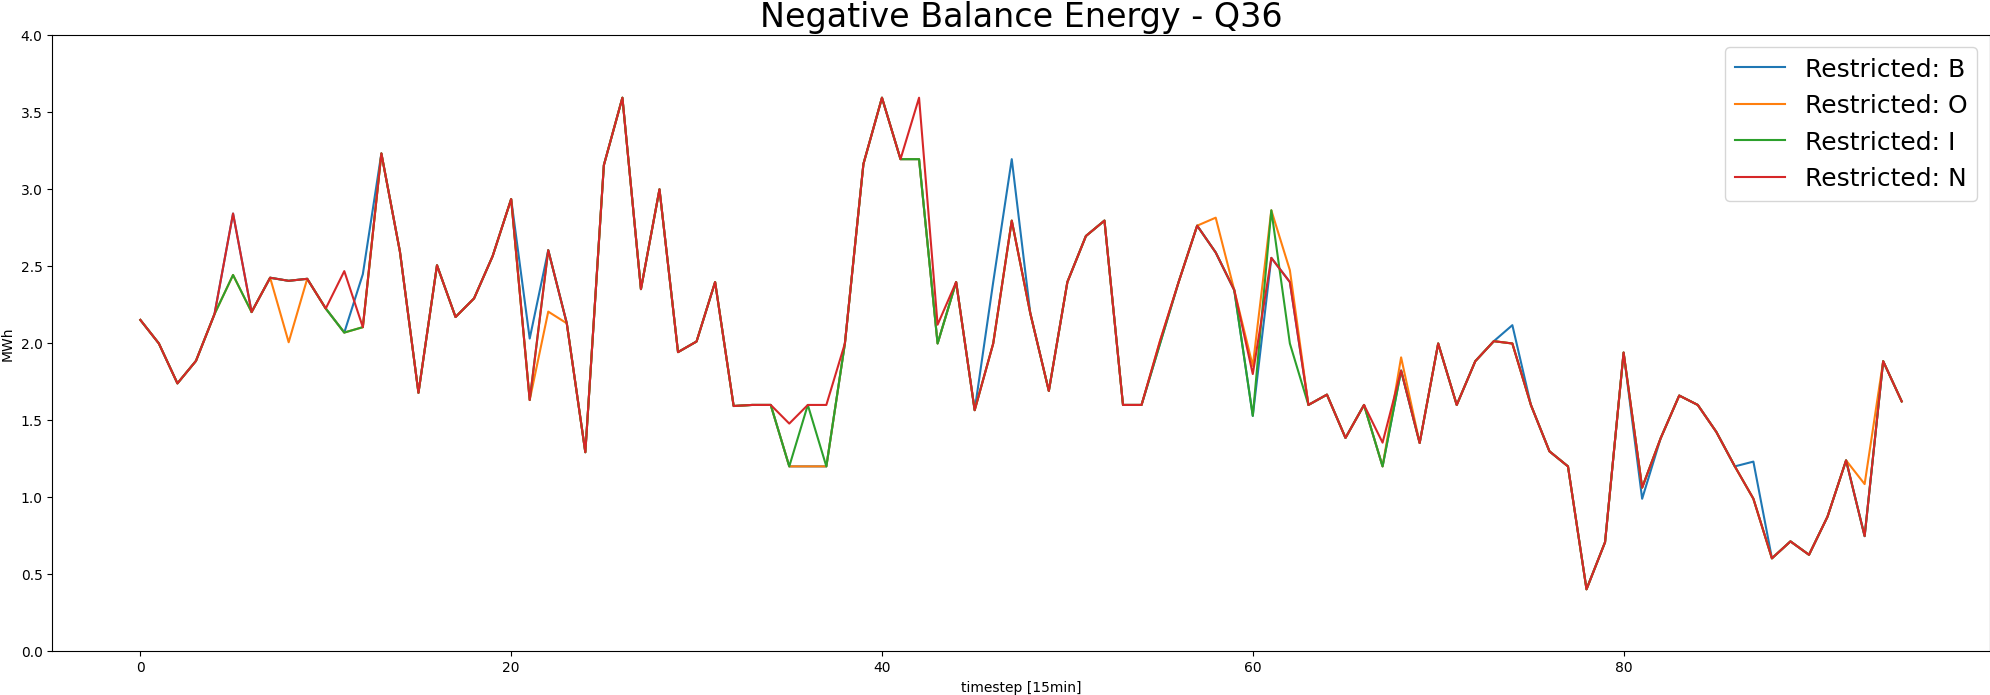 Negative Balance Energy - Q36
4.0
3.5
3.0
2.5
2.0
1.5
1.0
0.5
0.0
MWh
Restricted: B
Restricted: O
Restricted: I
Restricted: N
0
20
40
60
80
timestep [15min]